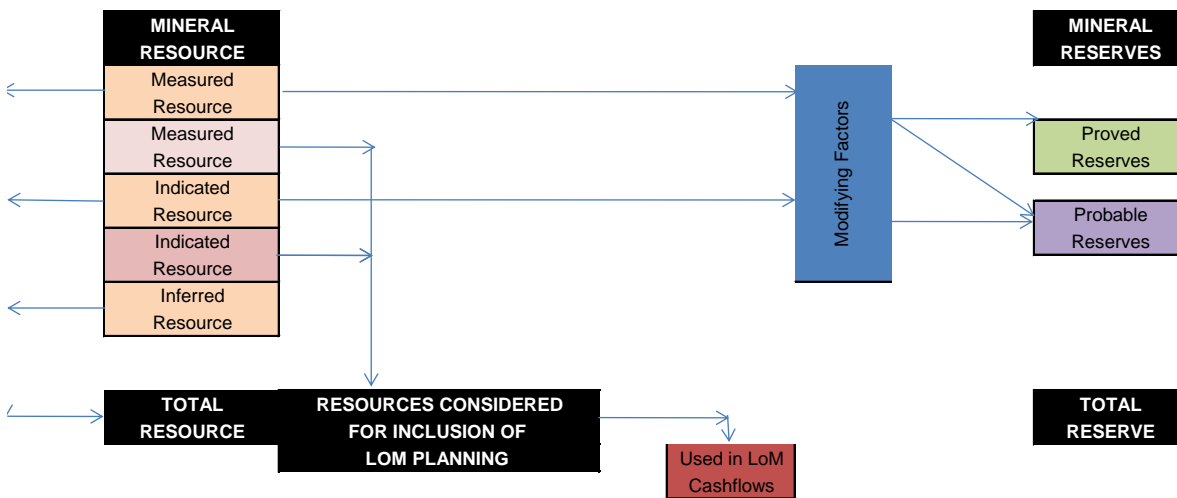 MINERAL
RESOURCE
Measured
Resource
Measured
Resource
Indicated
Resource
Indicated
Resource
Inferred
Resource
TOTAL
RESOURCE
RESOURCES CONSIDERED
FOR INCLUSION OF
LOM PLANNING
Used in LoM
Cashflows
Modifying Factors
MINERAL
RESERVES
Proved
Reserves
Probable
Reserves
TOTAL
RESERVE